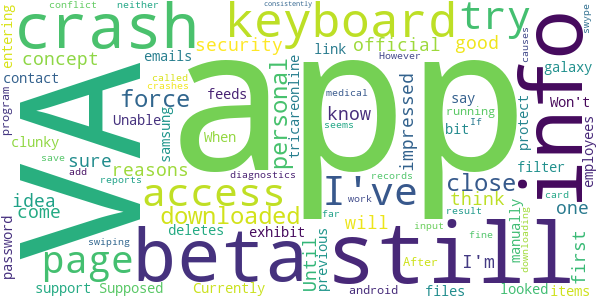 conflict
neither
consistently
crash
keyboard
try
info
causes
swype
entering
concept
emails
security
link
official
good
galaxy
VA
app
contact
force
feeds
personal
tricareonline
However
called
crashes
impressed
say
running
Won't
employees
program
clunky
Unable
samsung
When
medical
know
bit
If
protect
save
sure
reasons
diagnostics
seems
records
filter
add
reports
access
I've
close
card
downloading
idea
come
downloaded
far
work
think
one
password
page
beta
still
deletes
exhibit
Untill
previous
will
input
result
fine
manually
looked
first
swiping
support
Supposed
Currently
android
After
files
I'm
items